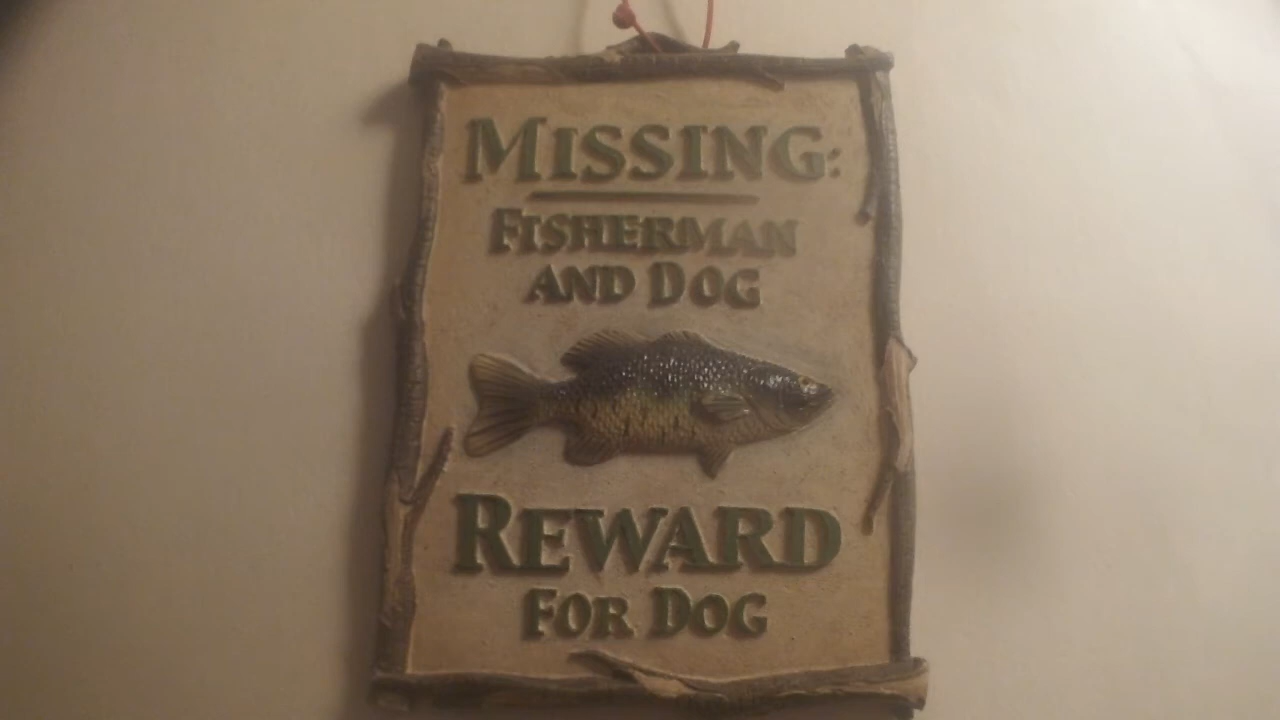 MISSING:
FISHERMAN
AND DOG
REWARD
FOR DOG